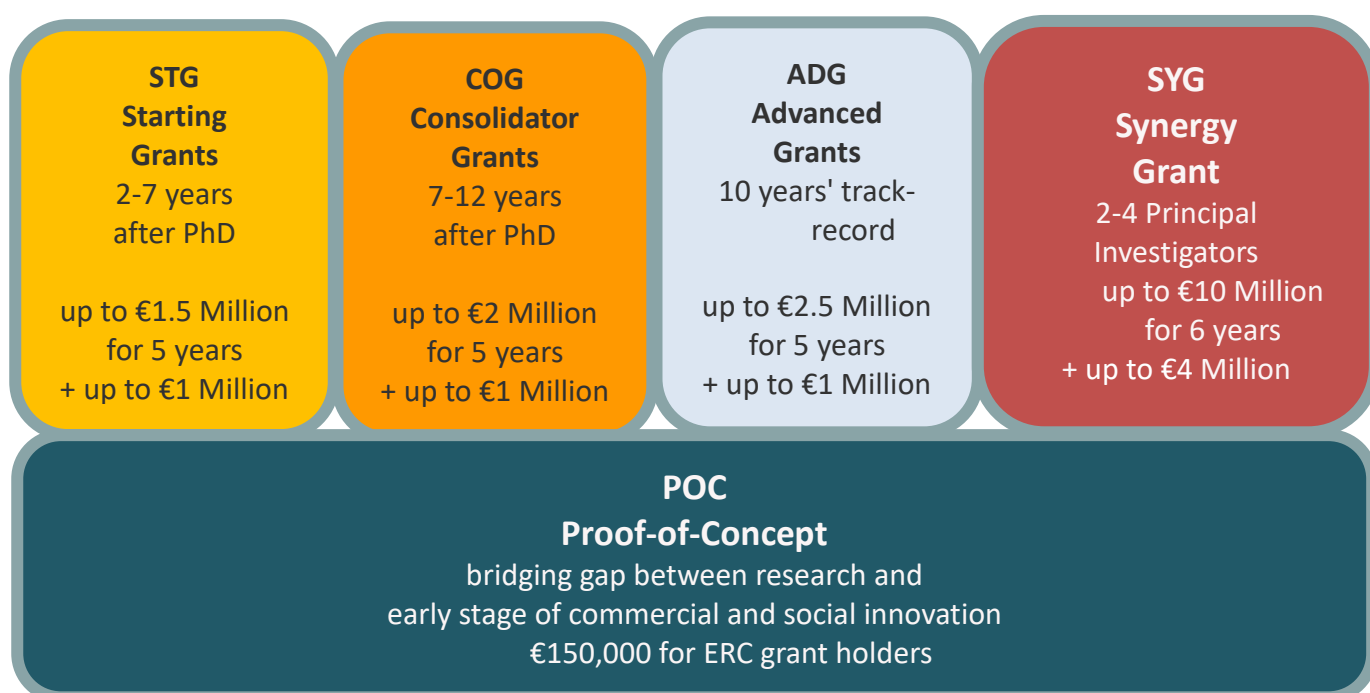 STG
Starting
Grants
2-7 years
after PhD
up to €1.5 Million
for 5 years
+ up to €1 Million
COG
Consolidator
Grants
7-12 years
after PhD
up to €2 Million
for 5 years
+ up to €1 Million
ADG
Advanced
Grants
10 years' track-
record
up to €2.5 Million
for 5 years
+ up to €1 Million
SYG
Synergy
Grant
2-4 Principal
Investigators
up to €10 Million
for 6 years
+ up to €4 Million
POC
Proof-of-Concept
bridging gap between research and
early stage of commercial and social innovation
€150,000 for ERC grant holders